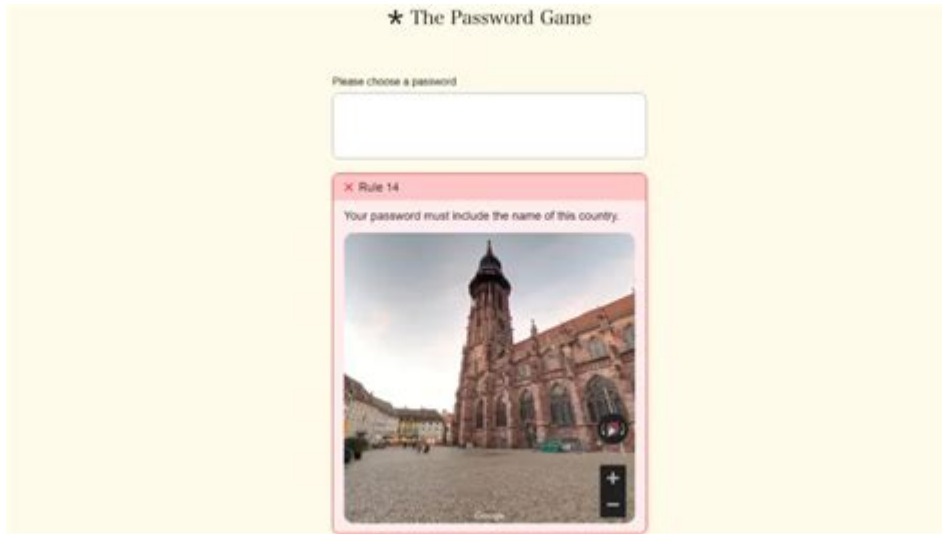 * The Password Game
Please choose a password
× Rule 14
Your password must include the name of this country.
+
−
Google